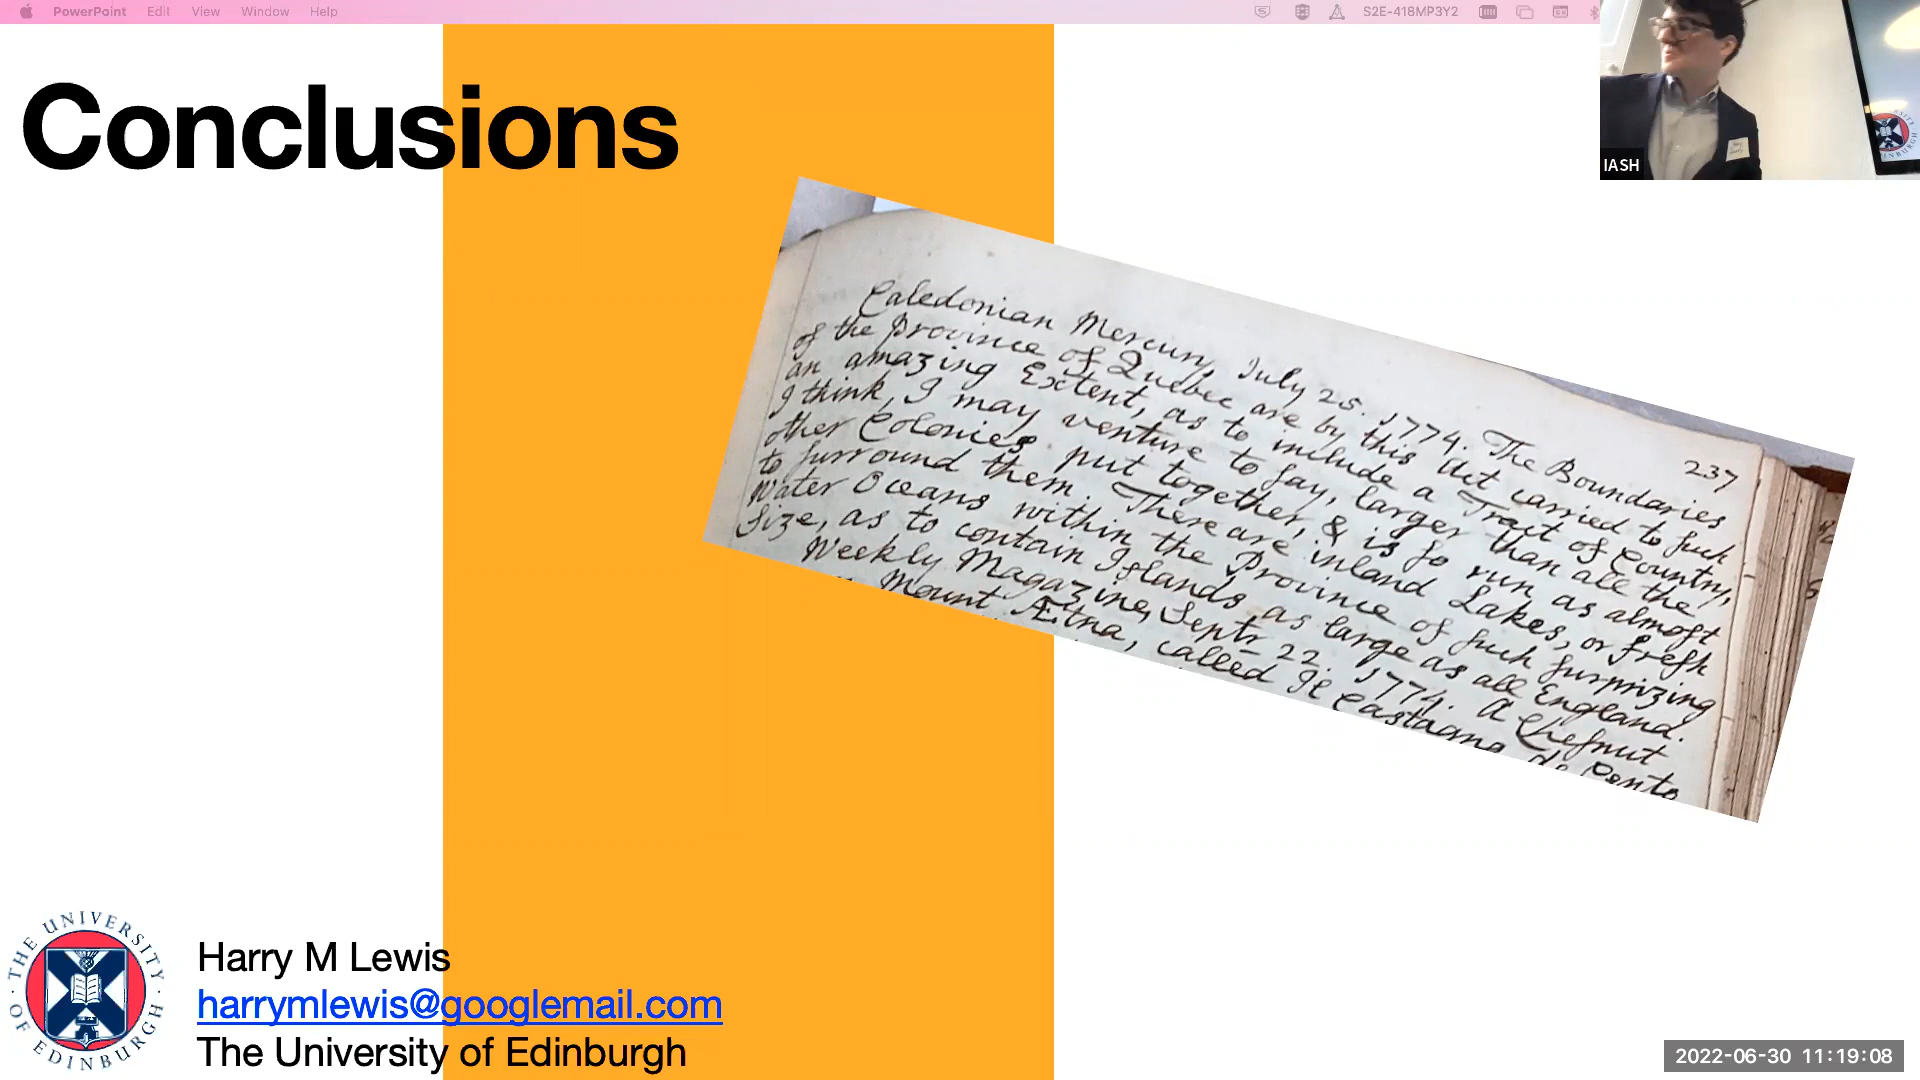 PowerPoint Edit View Window Help
S2E-418MP3Y2
IASH
Conclusions
237
Caledonian Mercury, July 25. 1774. The Boundaries
of the Province of Quebec are by this Act carried to such
an amazing Extent, as to include a Tract of Country,
I think, I may venture to say, larger than all the
other Colonies put together, & is so run as almost
to surround them. There are inland Lakes, or fresh
Water Oceans within the Province of such surprizing
Size, as to contain Islands as large as all England.
Weekly Magazine, Septr 22. 1774. A Chesnut
Mount Ætna, called Il Castagno de Cento
THE UNIVERSITY OF EDINBURGH
Harry M Lewis
harrymlewis@googlemail.com
The University of Edinburgh
2022-06-30 11:19:08